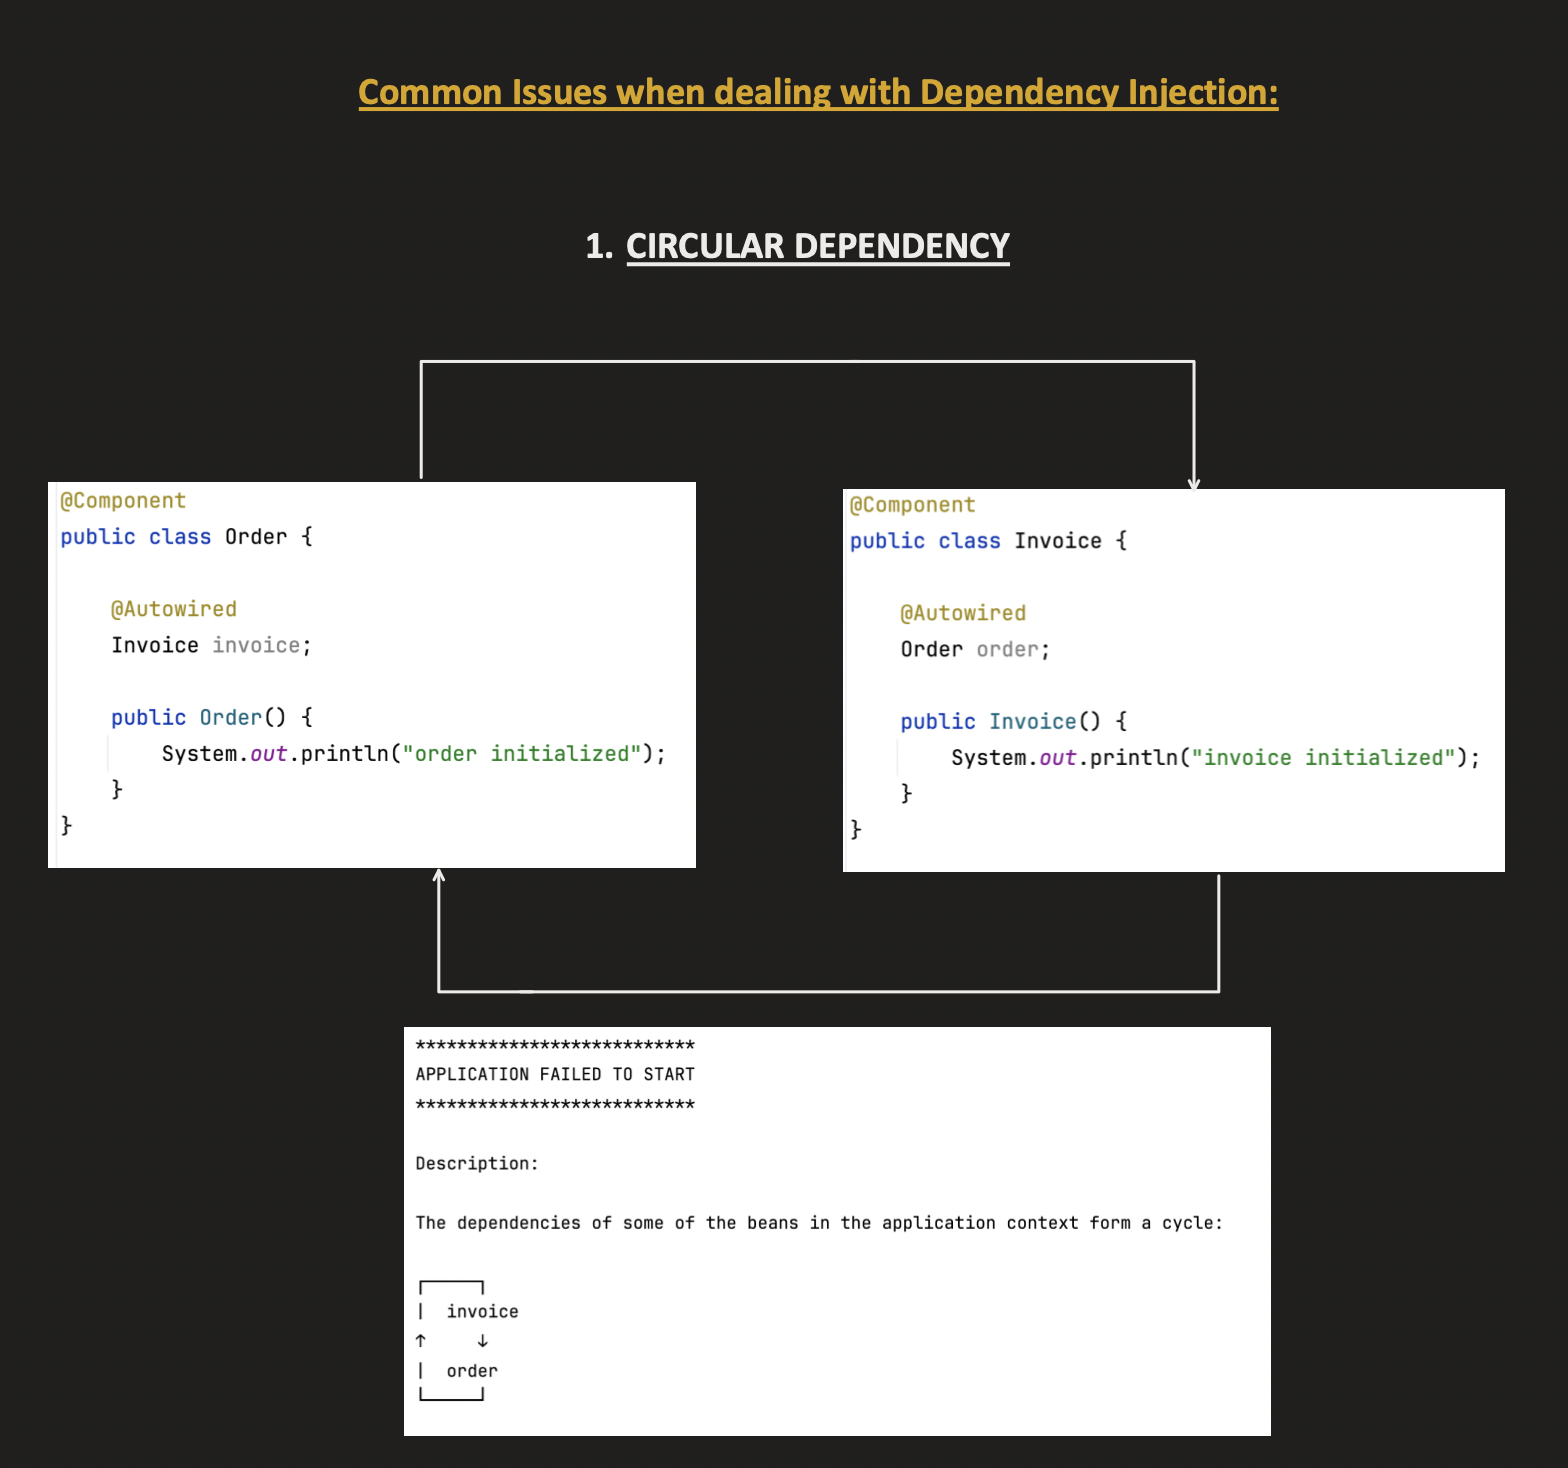 Common Issues when dealing with Dependency Injection:
1. CIRCULAR DEPENDENCY
@Component
public class Order {
@Autowired
Invoice invoice;
public Order() {
System.out.println("order initialized");
}
}
@Component
public class Invoice {
@Autowired
Order order;
public Invoice() {
System.out.println("invoice initialized");
}
}
***************************
APPLICATION FAILED TO START
***************************
Description:
The dependencies of some of the beans in the application context form a cycle:
┌─────┐
|  invoice
↑     ↓
|  order
└─────┘